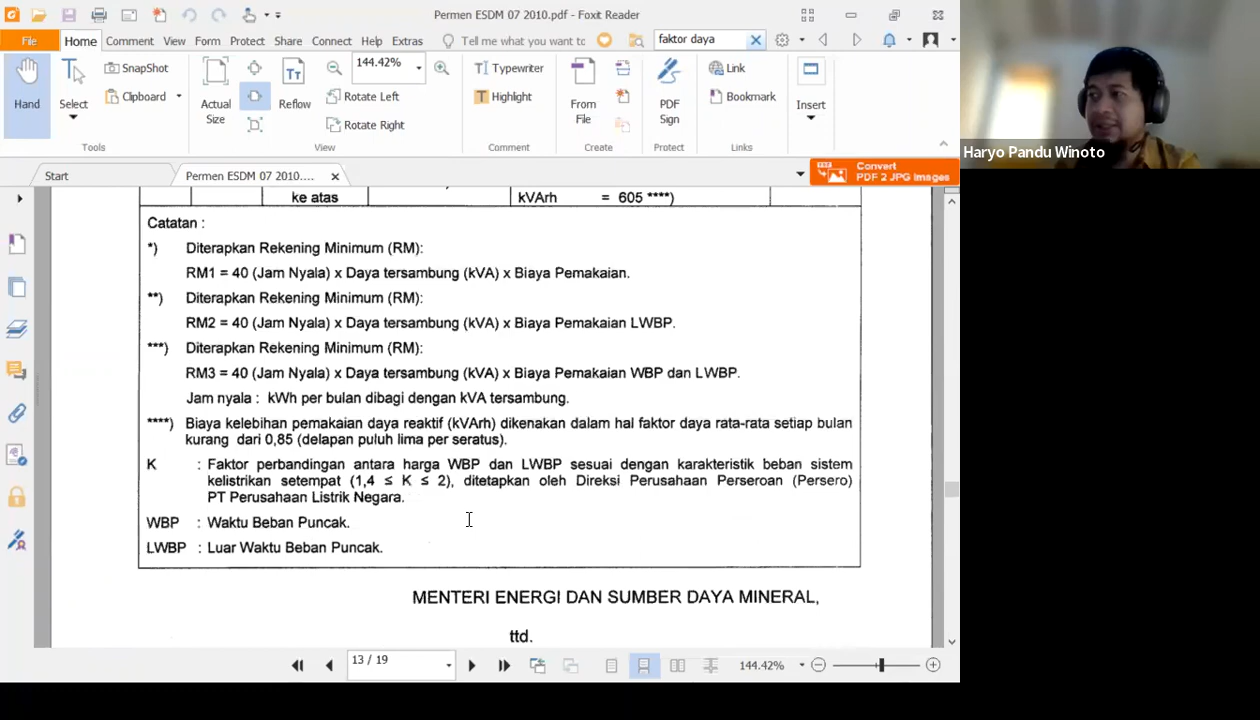 Permen ESDM 07 2010.pdf - Foxit Reader
File Home Comment View Form Protect Share Connect Help Extras Tell me what you want tc faktor daya
Hand
Select
SnapShot
Clipboard
Tools
Actual Size
Reflow
144.42%
Rotate Left
Rotate Right
View
Typewriter
Highlight
Comment
From File
Create
PDF Sign
Protect
Link
Bookmark
Links
Insert
Haryo Pandu Winoto
Start
Permen ESDM 07 2010....
Convert
PDF 2 JPG Images
ke atas kVArh = 605 ****)
Catatan :
*) Diterapkan Rekening Minimum (RM):
RM1 = 40 (Jam Nyala) x Daya tersambung (kVA) x Biaya Pemakaian.
**) Diterapkan Rekening Minimum (RM):
RM2 = 40 (Jam Nyala) x Daya tersambung (kVA) x Biaya Pemakaian LWBP.
***) Diterapkan Rekening Minimum (RM):
RM3 = 40 (Jam Nyala) x Daya tersambung (kVA) x Biaya Pemakaian WBP dan LWBP.
Jam nyala : kWh per bulan dibagi dengan kVA tersambung.
****) Biaya kelebihan pemakaian daya reaktif (kVArh) dikenakan dalam hal faktor daya rata-rata setiap bulan
kurang dari 0,85 (delapan puluh lima per seratus).
K : Faktor perbandingan antara harga WBP dan LWBP sesuai dengan karakteristik beban sistem
kelistrikan setempat (1,4 ≤ K ≤ 2), ditetapkan oleh Direksi Perusahaan Perseroan (Persero)
PT Perusahaan Listrik Negara.
WBP : Waktu Beban Puncak.
LWBP : Luar Waktu Beban Puncak.
MENTERI ENERGI DAN SUMBER DAYA MINERAL,
ttd.
13 / 19
144.42%